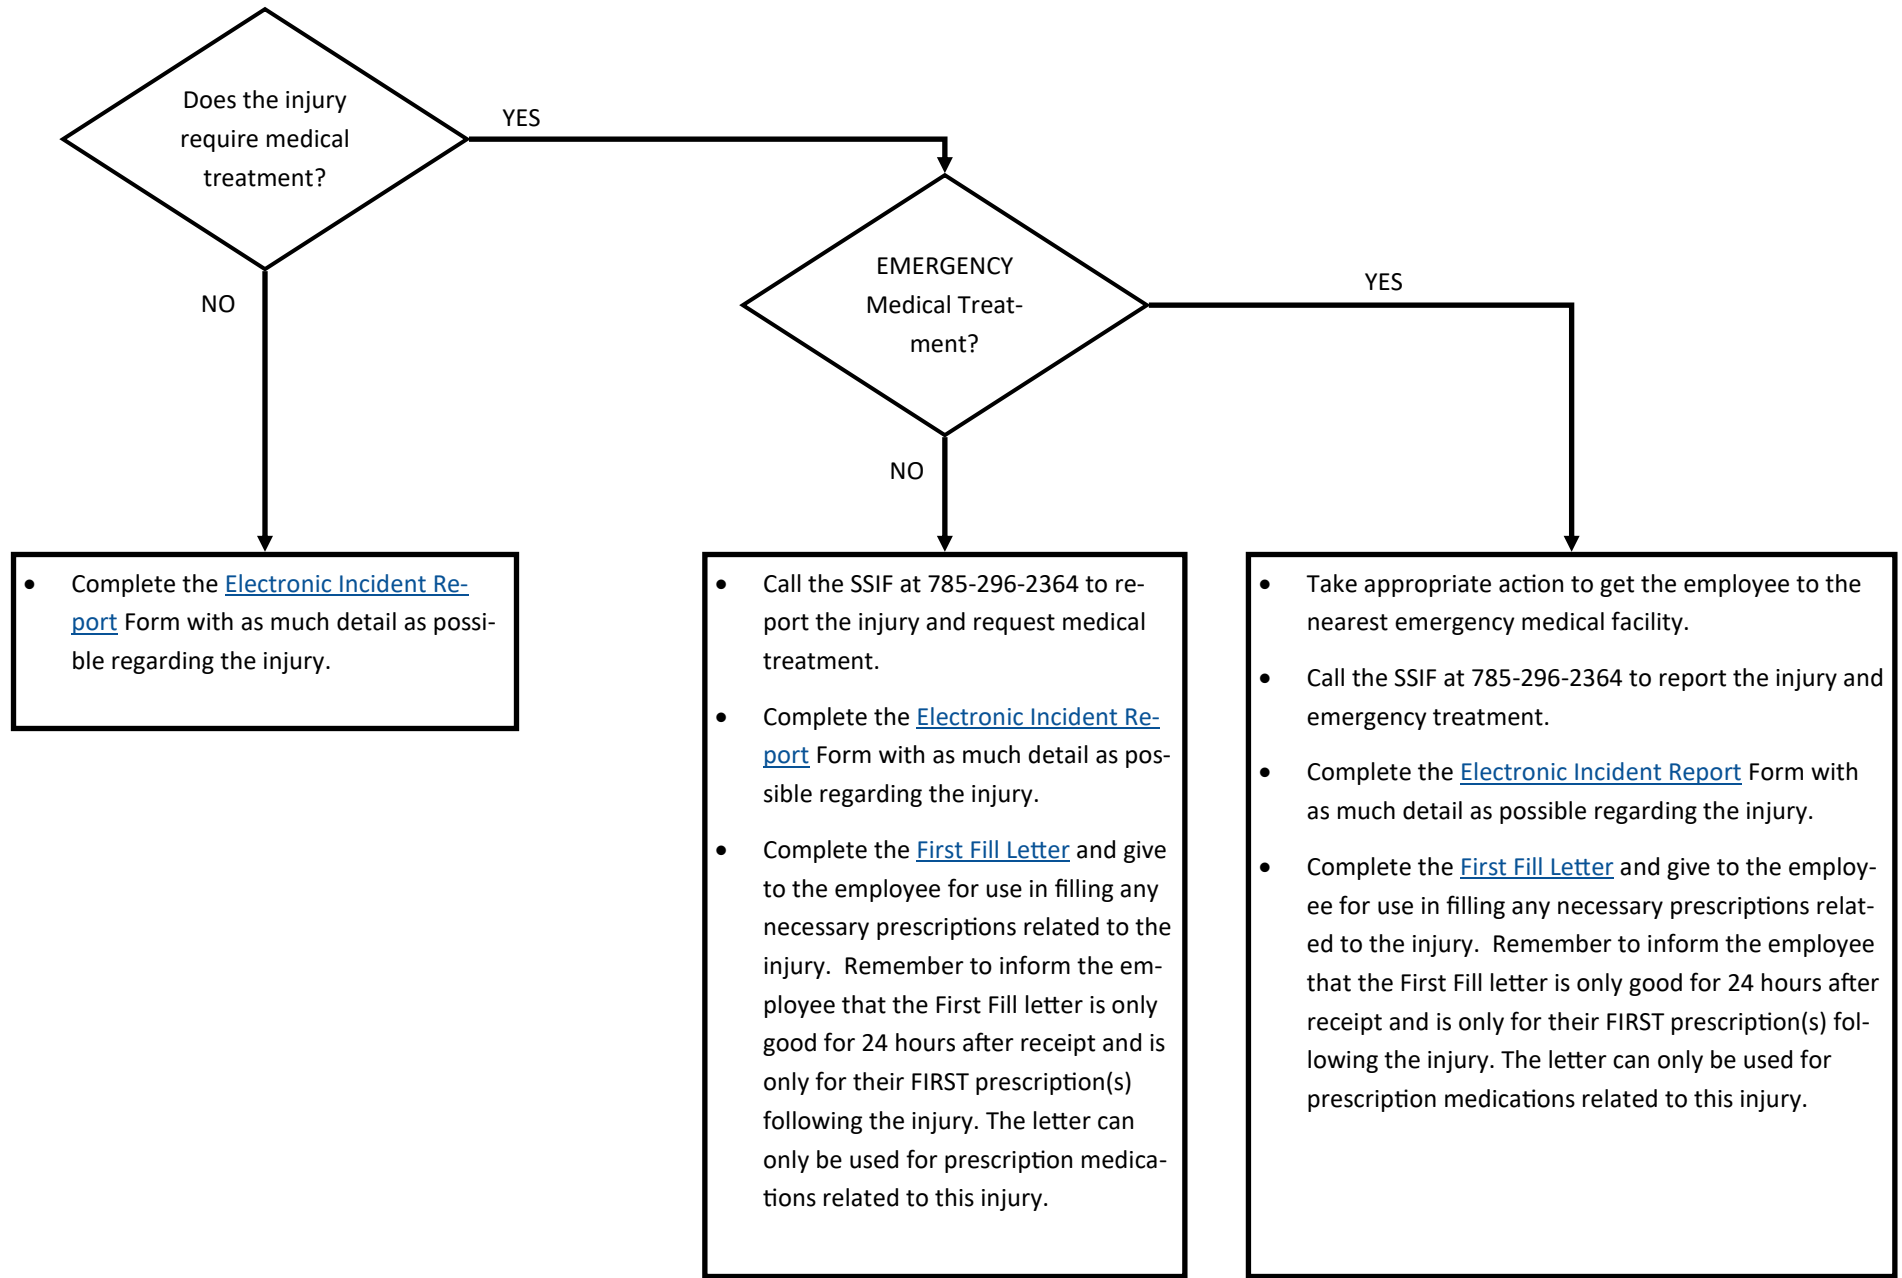 Does the injury
require medical
treatment?
YES
NO
EMERGENCY
Medical Treat-
ment?
YES
NO
• Complete the Electronic Incident Re-
port Form with as much detail as possi-
ble regarding the injury.
• Call the SSIF at 785-296-2364 to re-
port the injury and request medical
treatment.
• Complete the Electronic Incident Re-
port Form with as much detail as pos-
sible regarding the injury.
• Complete the First Fill Letter and give
to the employee for use in filling any
necessary prescriptions related to the
injury.  Remember to inform the em-
ployee that the First Fill letter is only
good for 24 hours after receipt and is
only for their FIRST prescription(s)
following the injury. The letter can
only be used for prescription medica-
tions related to this injury.
• Take appropriate action to get the employee to the
nearest emergency medical facility.
• Call the SSIF at 785-296-2364 to report the injury and
emergency treatment.
• Complete the Electronic Incident Report Form with
as much detail as possible regarding the injury.
• Complete the First Fill Letter and give to the employ-
ee for use in filling any necessary prescriptions relat-
ed to the injury.  Remember to inform the employee
that the First Fill letter is only good for 24 hours after
receipt and is only for their FIRST prescription(s) fol-
lowing the injury. The letter can only be used for
prescription medications related to this injury.